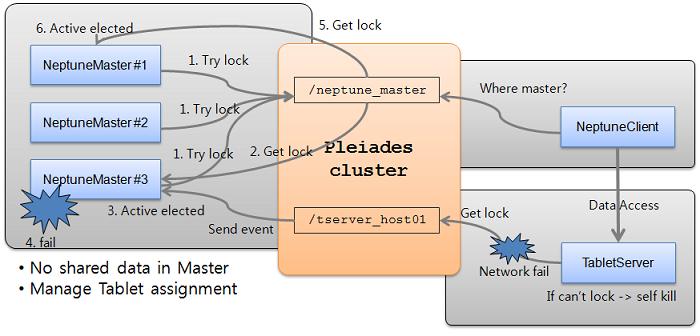 6. Active elected
5. Get lock
NeptuneMaster #1
1. Try lock
/neptune_master
Where master?
NeptuneMaster #2
1. Try lock
NeptuneClient
1. Try lock
2. Get lock
Pleiades
cluster
NeptuneMaster #3
3. Active elected
Send event
/tserver_host01
Get lock
Data Access
4. fail
Network fail
TabletServer
If can't lock -> self kill
• No shared data in Master
• Manage Tablet assignment